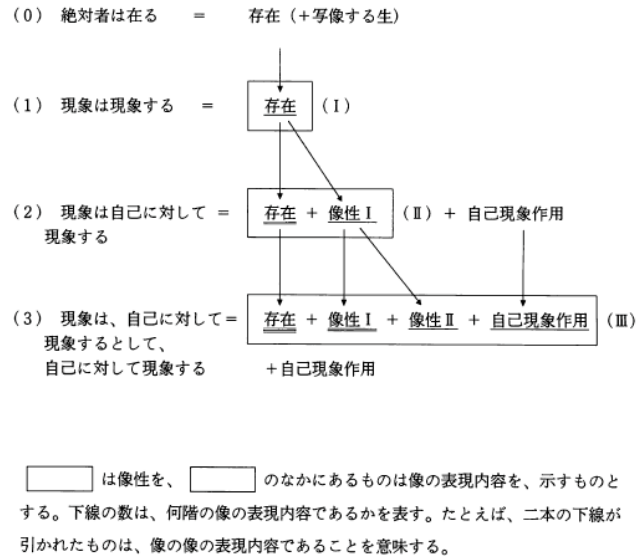 (0) 絶対者は在る = 存在(+写像する生)
(1) 現象は現象する = 存在 (Ⅰ)
(2) 現象は自己に対して = 存在 + 像性Ⅰ (Ⅱ) + 自己現象作用
現象する
(3) 現象は、自己に対して= 存在 + 像性Ⅰ + 像性Ⅱ + 自己現象作用 (Ⅲ)
現象するとして、
自己に対して現象する +自己現象作用
は像性を、 のなかにあるものは像の表現内容を、示すものと
する。下線の数は、何階の像の表現内容であるかを表す。たとえば、二本の下線が
引かれたものは、像の像の表現内容であることを意味する。